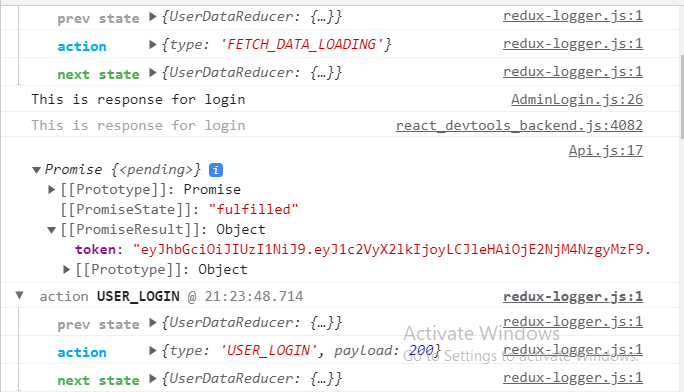 prev state ▶{UserDataReducer: {…}} redux-logger.js:1
action ▶{type: 'FETCH_DATA_LOADING'} redux-logger.js:1
next state ▶{UserDataReducer: {…}} redux-logger.js:1
This is response for login AdminLogin.js:26
This is response for login react_devtools_backend.js:4082
Api.js:17
▼Promise {<pending>} i
▶[[Prototype]]: Promise
[[PromiseState]]: "fulfilled"
▼[[PromiseResult]]: Object
token: "eyJhbGciOiJIUzI1NiJ9.eyJ1c2VyX2lkIjoyLCJleHAiOjE2NjM4NzgyMzF9.
▶[[Prototype]]: Object
▼ action USER_LOGIN @ 21:23:48.714 redux-logger.js:1
prev state ▶{UserDataReducer: {…}} redux-logger.js:1
Activate Windows
action ▶{type: 'USER_LOGIN', payload: 200} redux-logger.js:1
Go to Settings to activate Windows.
next state ▶{UserDataReducer: {…}} redux-logger.js:1